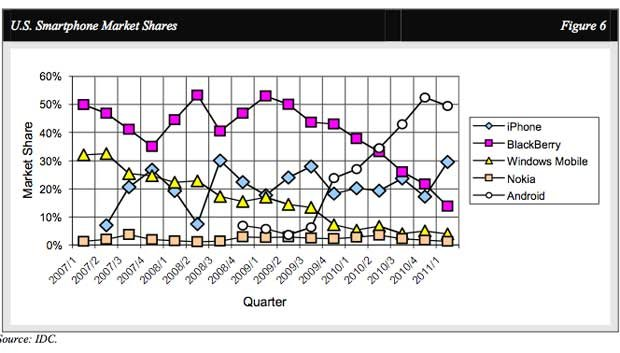 U.S. Smartphone Market Shares Figure 6
60%
50%
40%
30%
20%
10%
0%
Market Share
2007/1 2007/2 2007/3 2007/4 2008/1 2008/2 2008/3 2008/4 2009/1 2009/2 2009/3 2009/4 2010/1 2010/2 2010/3 2010/4 2011/1
Quarter
iPhone
BlackBerry
Windows Mobile
Nokia
Android
Source: IDC.